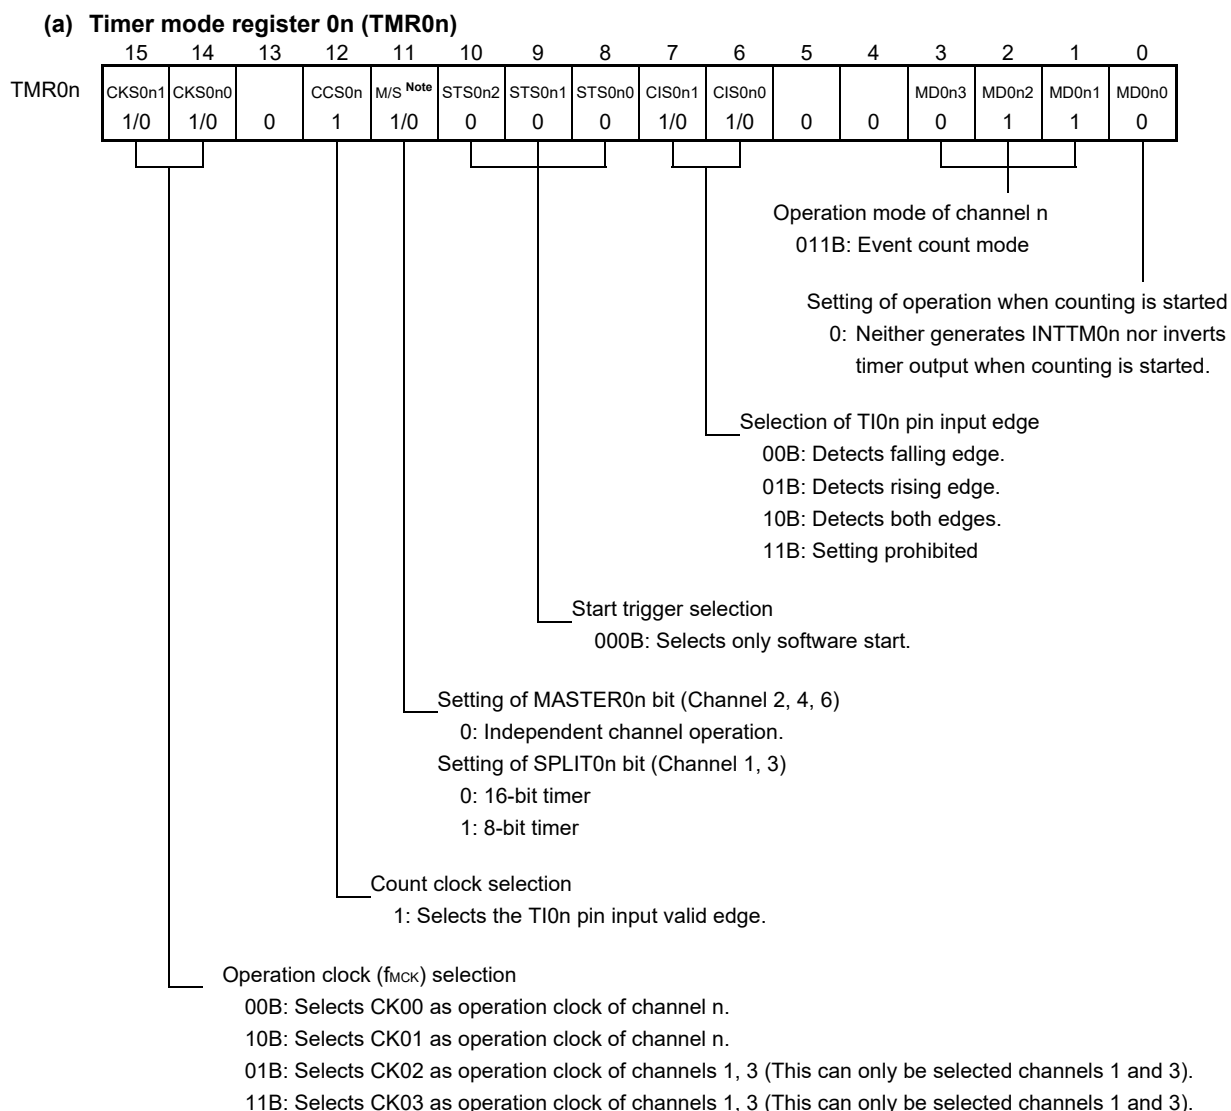 (a) Timer mode register 0n (TMR0n)
15 14 13 12 11 10 9 8 7 6 5 4 3 2 1 0
TMR0n CKS0n1 CKS0n0 CCS0n M/S Note STS0n2 STS0n1 STS0n0 CIS0n1 CIS0n0 MD0n3 MD0n2 MD0n1 MD0n0
1/0 1/0 0 1 1/0 0 0 0 1/0 1/0 0 0 0 1 1 0
Operation mode of channel n
011B: Event count mode
Setting of operation when counting is started
0: Neither generates INTTM0n nor inverts
timer output when counting is started.
Selection of TI0n pin input edge
00B: Detects falling edge.
01B: Detects rising edge.
10B: Detects both edges.
11B: Setting prohibited
Start trigger selection
000B: Selects only software start.
Setting of MASTER0n bit (Channel 2, 4, 6)
0: Independent channel operation.
Setting of SPLIT0n bit (Channel 1, 3)
0: 16-bit timer
1: 8-bit timer
Count clock selection
1: Selects the TI0n pin input valid edge.
Operation clock (fMCK) selection
00B: Selects CK00 as operation clock of channel n.
10B: Selects CK01 as operation clock of channel n.
01B: Selects CK02 as operation clock of channels 1, 3 (This can only be selected channels 1 and 3).
11B: Selects CK03 as operation clock of channels 1, 3 (This can only be selected channels 1 and 3).